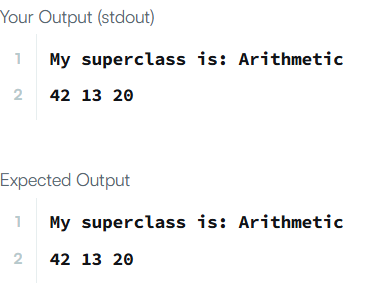 Your Output (stdout)
1 My superclass is: Arithmetic
2 42 13 20
Expected Output
1 My superclass is: Arithmetic
2 42 13 20